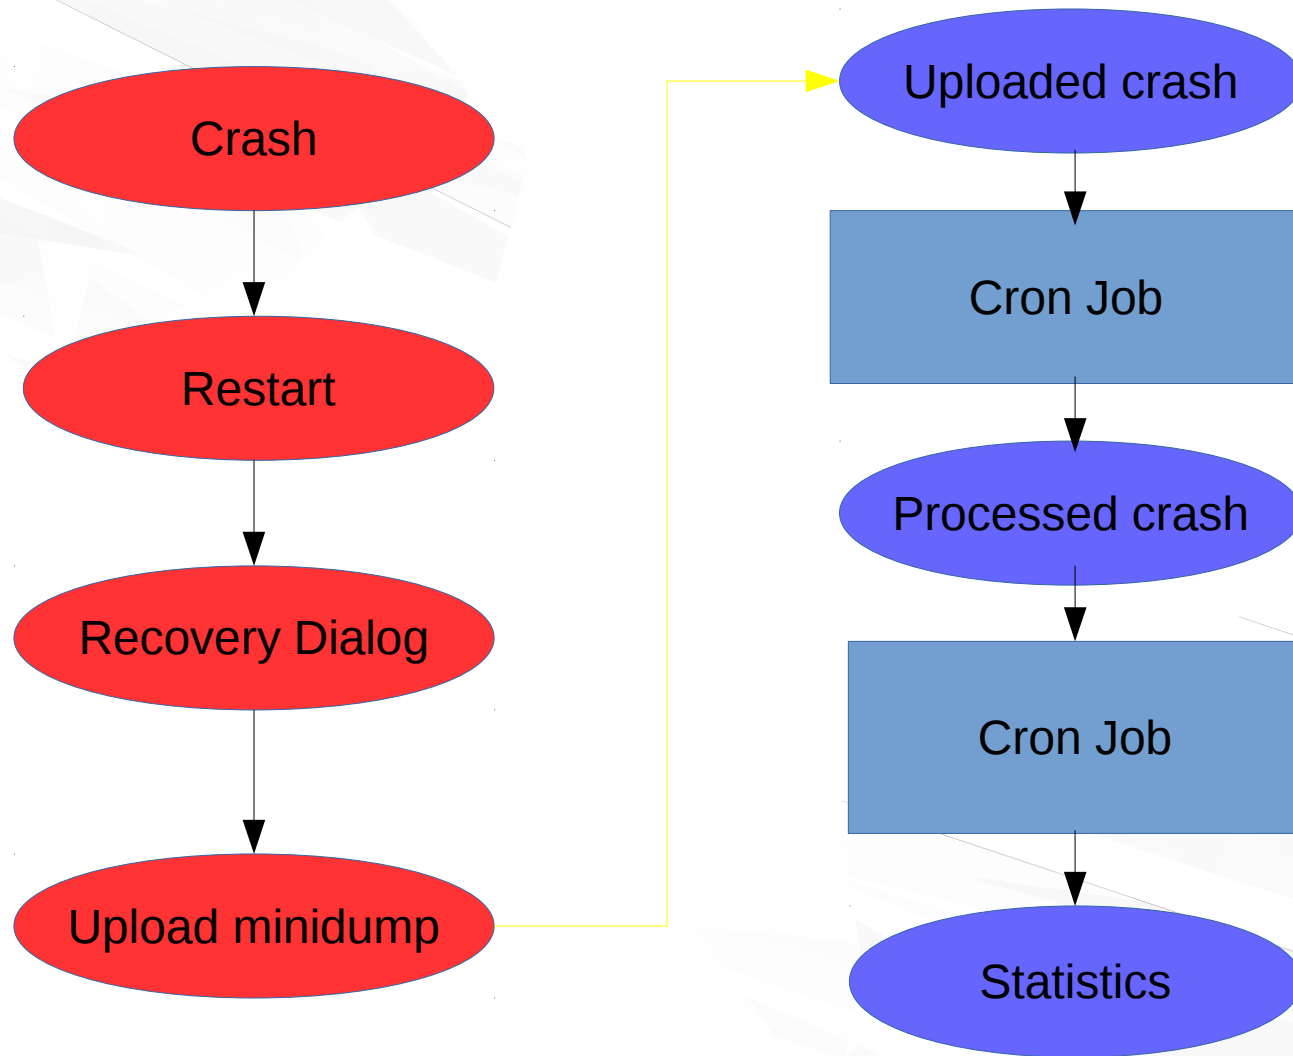 Crash
Restart
Recovery Dialog
Upload minidump
Uploaded crash
Cron Job
Processed crash
Cron Job
Statistics